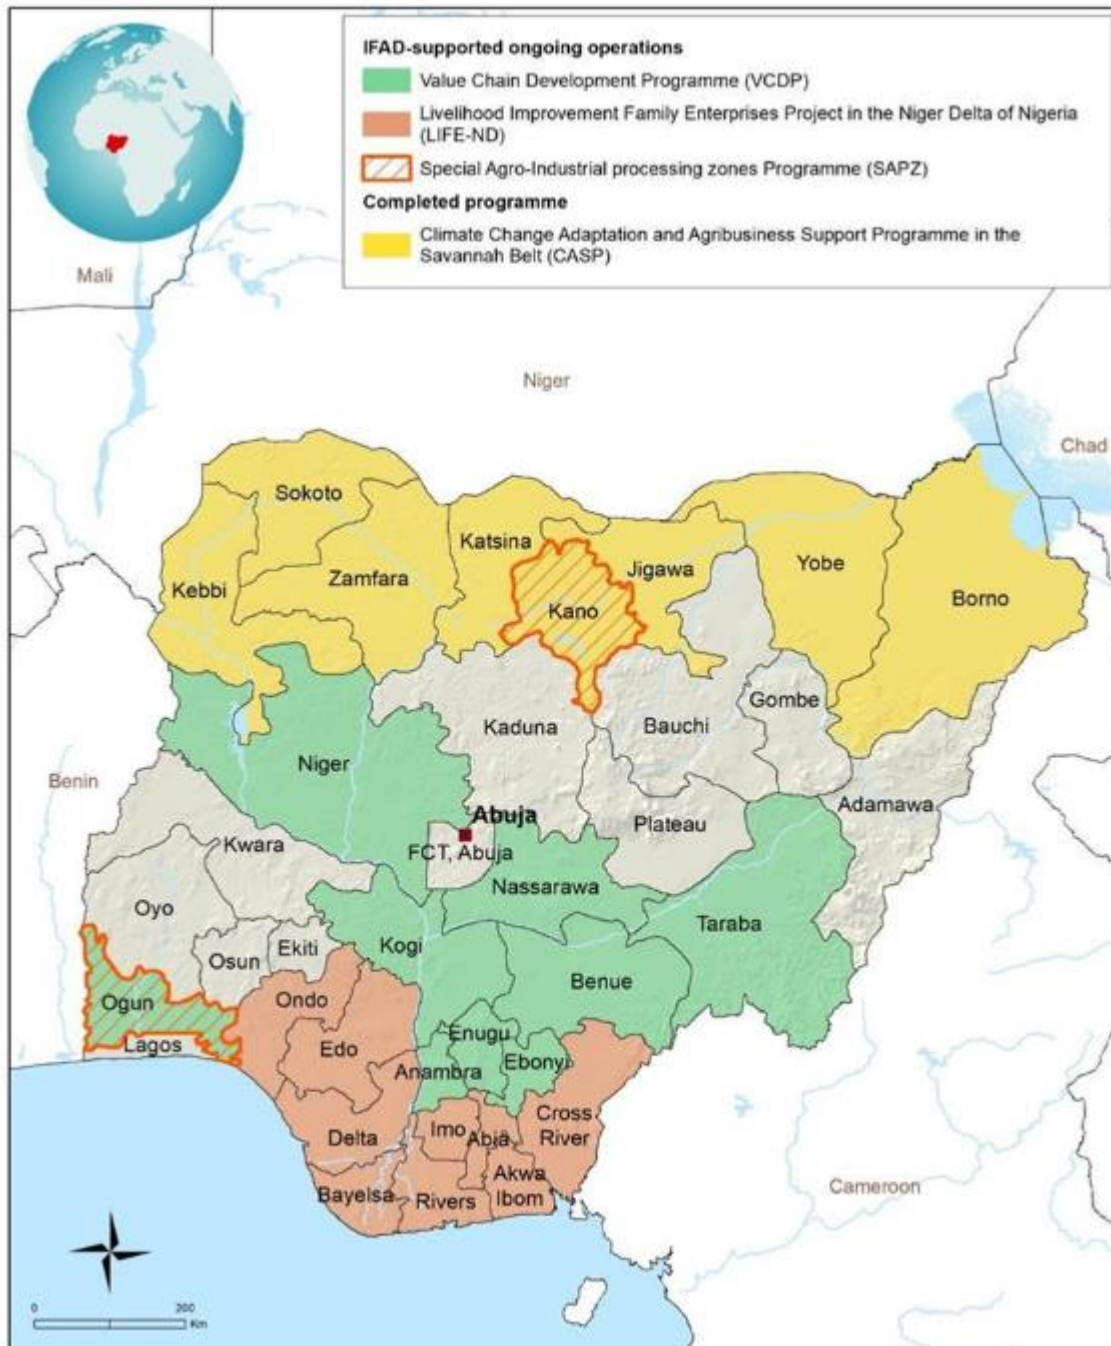 IFAD-supported ongoing operations
Value Chain Development Programme (VCDP)
Livelihood Improvement Family Enterprises Project in the Niger Delta of Nigeria
(LIFE-ND)
Special Agro-Industrial processing zones Programme (SAPZ)
Completed programme
Climate Change Adaptation and Agribusiness Support Programme in the
Savannah Belt (CASP)
Mali
Niger
Chad
Sokoto
Katsina
Kebbi
Zamfara
Jigawa
Yobe
Kano
Borno
Gombe
Kaduna
Bauchi
Niger
Benin
Adamawa
Abuja
Plateau
Kwara
FCT, Abuja
Nassarawa
Oyo
Taraba
Kogi
Ekiti
Osun
Benue
Ogun
Ondo
Enugu
Lagos
Edo
Ebonyi
Anambra
Cross
River
Imo
Abia
Delta
Akwa
Ibom
Bayelsa
Rivers
Cameroon
0 200
Km